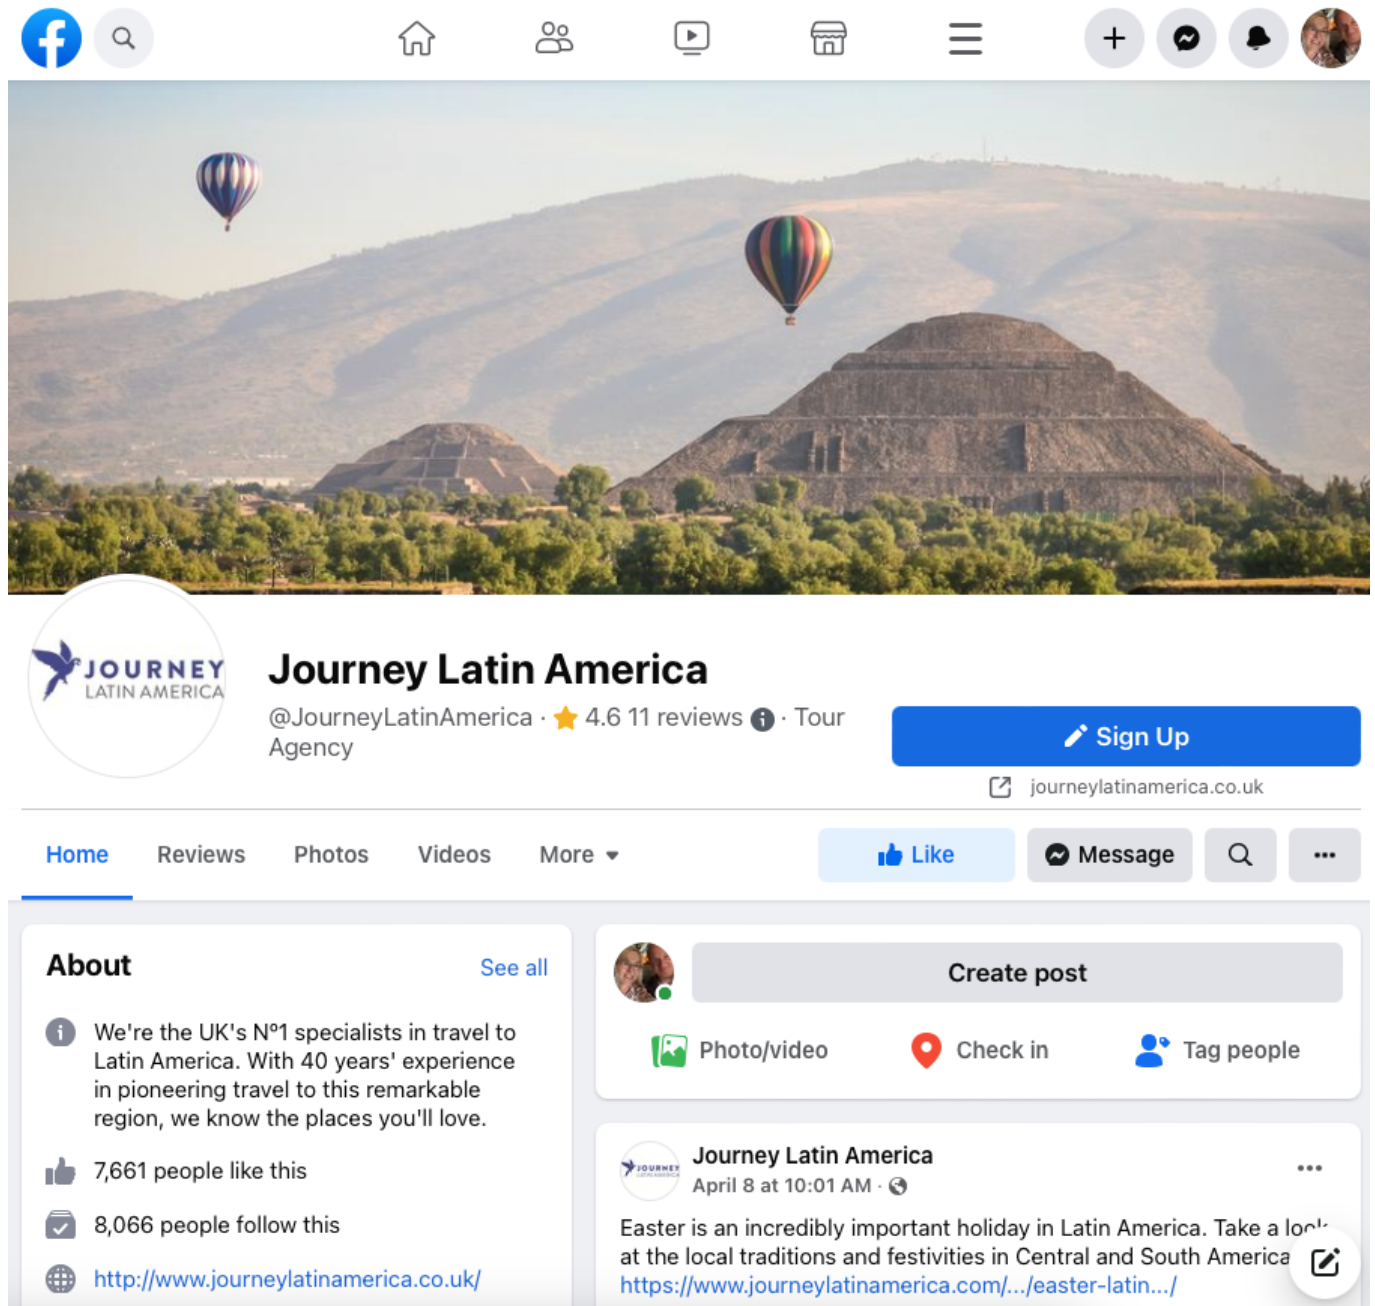 JOURNEY
LATIN AMERICA
Journey Latin America
@JourneyLatinAmerica · 4.6 11 reviews · Tour
Agency
Sign Up
journeylatinamerica.co.uk
Home
Reviews
Photos
Videos
More
Like
Message
About
See all
We're the UK's Nº1 specialists in travel to
Latin America. With 40 years' experience
in pioneering travel to this remarkable
region, we know the places you'll love.
7,661 people like this
8,066 people follow this
http://www.journeylatinamerica.co.uk/
Create post
Photo/video
Check in
Tag people
JOURNEY
LATIN AMERICA
Journey Latin America
April 8 at 10:01 AM ·
Easter is an incredibly important holiday in Latin America. Take a look
at the local traditions and festivities in Central and South America
https://www.journeylatinamerica.com/.../easter-latin.../